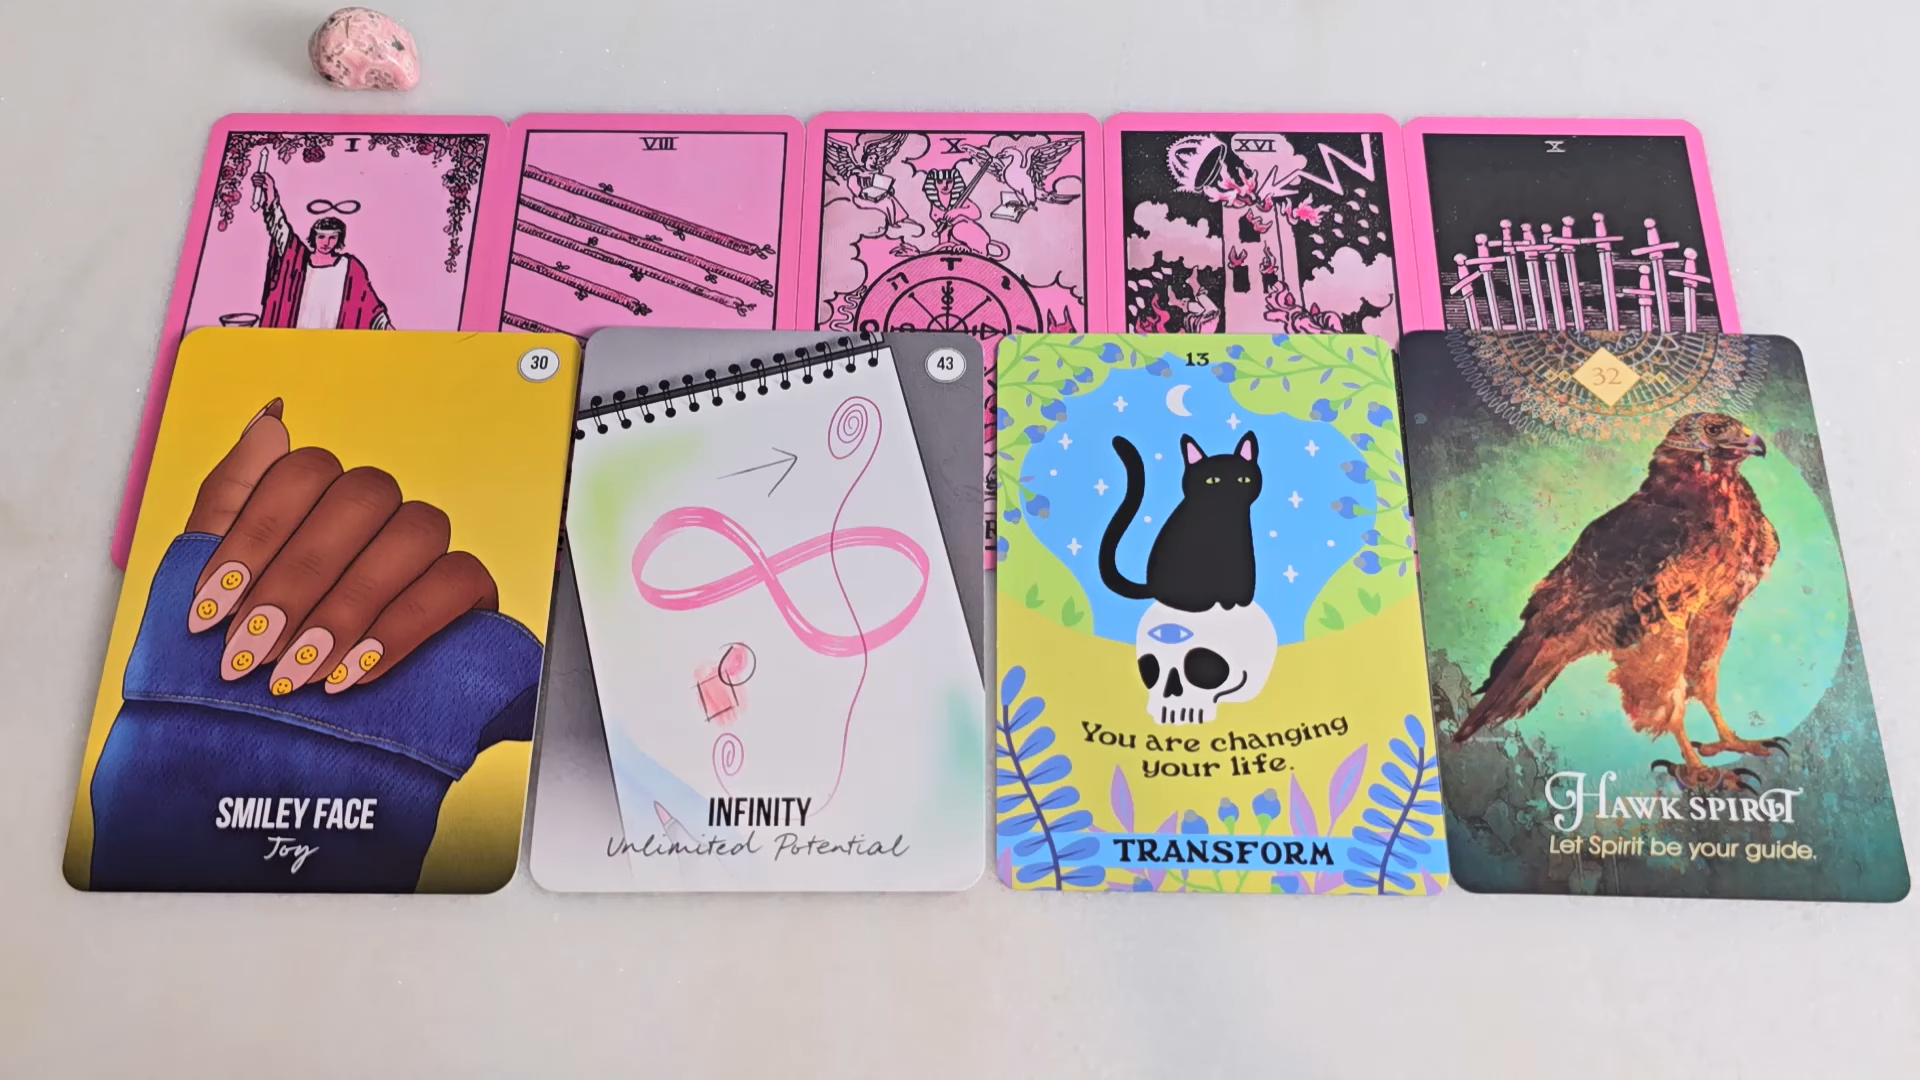 I
VIII
X
XVI
X
30
SMILEY FACE
Joy
43
INFINITY
Unlimited Potential
13
You are changing
your life.
TRANSFORM
32
HAWK SPIRIT
Let Spirit be your guide.